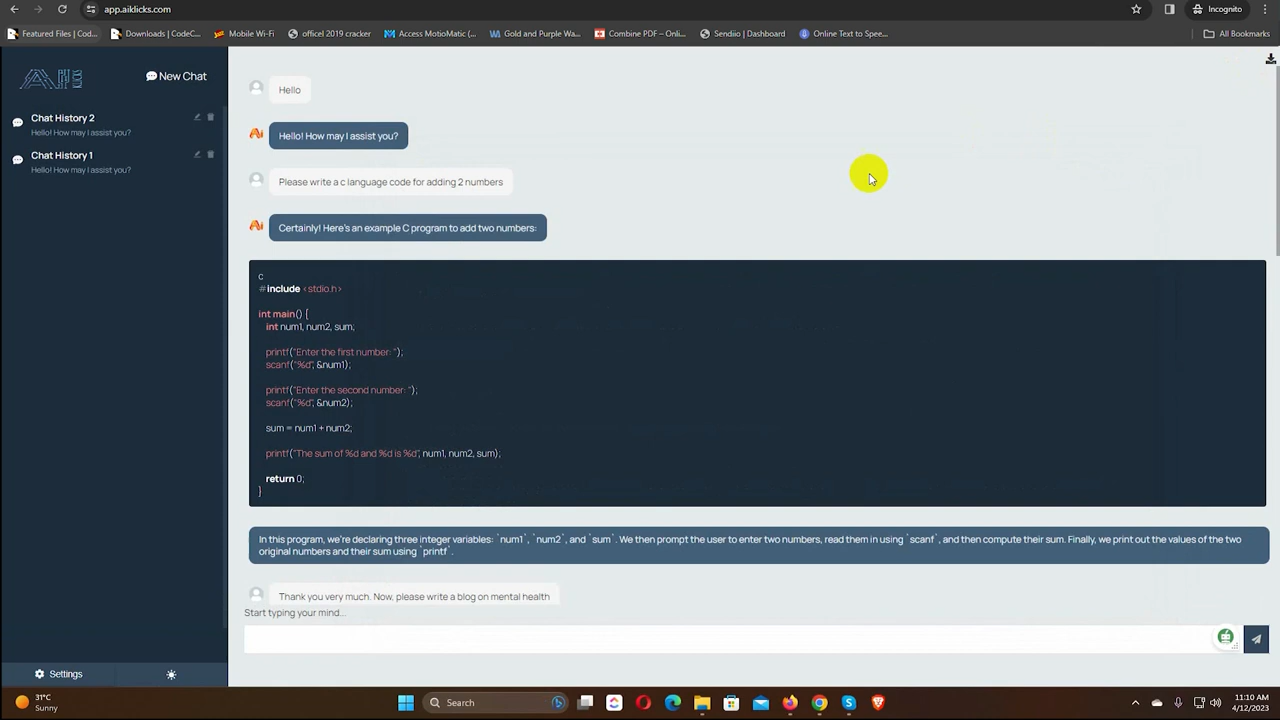 app.aiklicks.com
Incognito
Featured Files | Cod...
Downloads | CodeC...
Mobile Wi-Fi
officel 2019 cracker
Access MotioMatic (...
Gold and Purple Wa...
Combine PDF – Onli...
Sendiio | Dashboard
Online Text to Spee...
All Bookmarks
New Chat
Chat History 2
Hello! How may I assist you?
Chat History 1
Hello! How may I assist you?
Settings
Hello
Hello! How may I assist you?
Please write a c language code for adding 2 numbers
Certainly! Here's an example C program to add two numbers:
c
#include <stdio.h>
int main() {
int num1, num2, sum;
printf("Enter the first number: ");
scanf("%d", &num1);
printf("Enter the second number: ");
scanf("%d", &num2);
sum = num1 + num2;
printf("The sum of %d and %d is %d", num1, num2, sum);
return 0;
}
In this program, we're declaring three integer variables: `num1`, `num2`, and `sum`. We then prompt the user to enter two numbers, read them in using `scanf`, and then compute their sum. Finally, we print out the values of the two
original numbers and their sum using `printf`.
Thank you very much. Now, please write a blog on mental health
Start typing your mind...
31°C
Sunny
Search
11:10 AM
4/12/2023